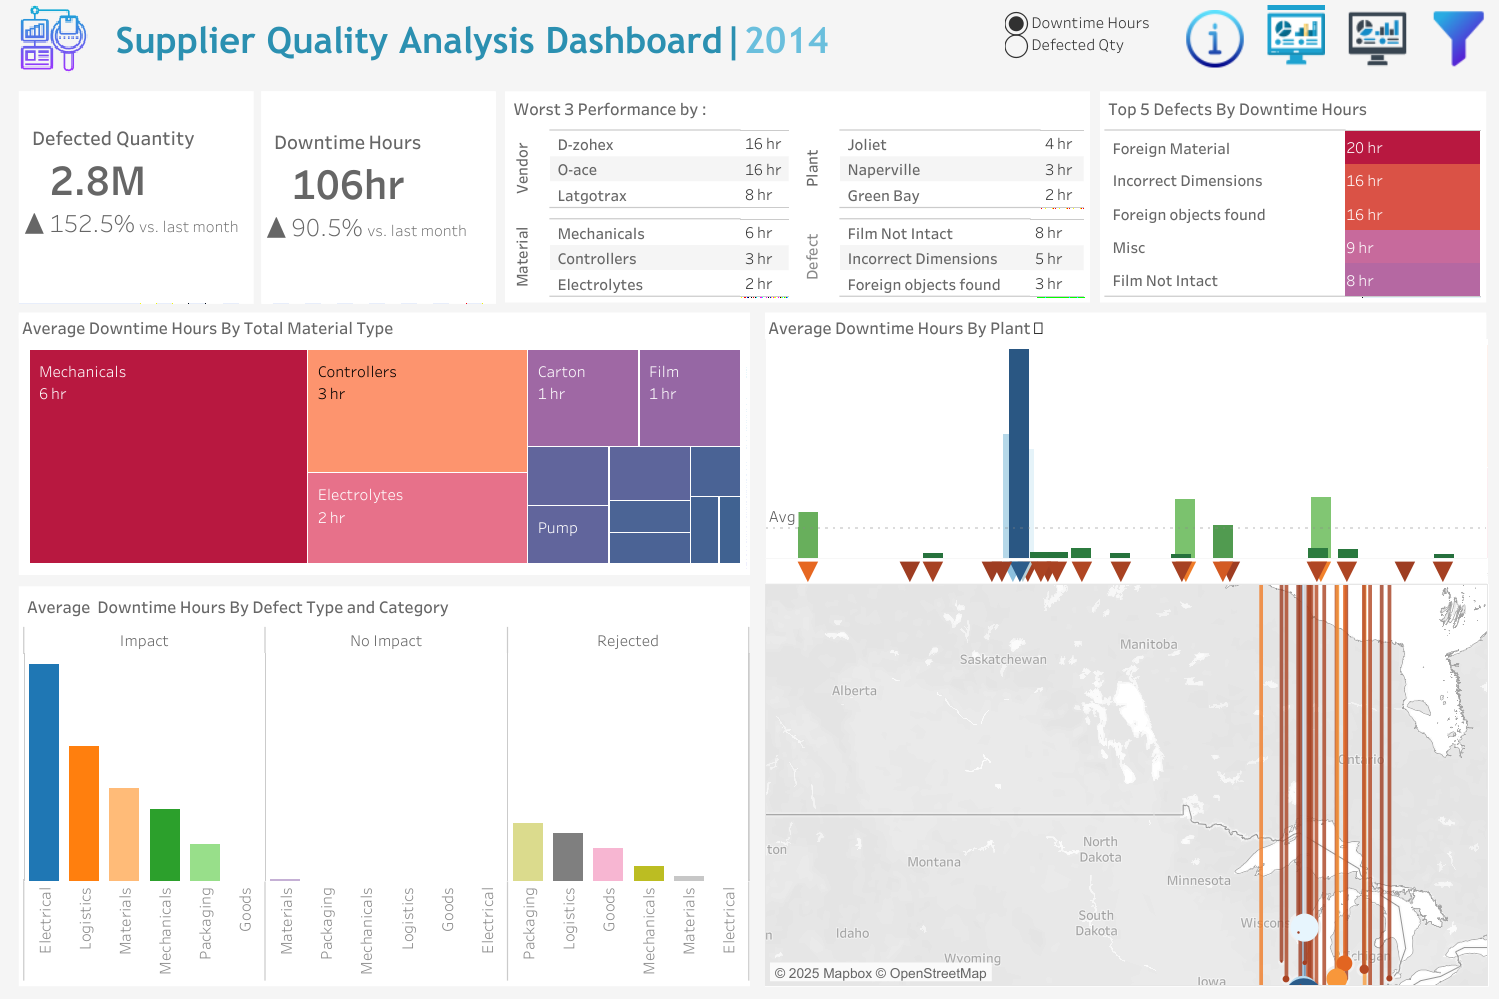 Supplier Quality Analysis Dashboard | 2014
Downtime Hours
Defected Qty
Defected Quantity
2.8M
▲ 152.5% vs. last month
Downtime Hours
106hr
▲ 90.5% vs. last month
Worst 3 Performance by :
Vendor
D-zohex 16 hr
O-ace 16 hr
Latgotrax 8 hr
Plant
Joliet 4 hr
Naperville 3 hr
Green Bay 2 hr
Material
Mechanicals 6 hr
Controllers 3 hr
Electrolytes 2 hr
Defect
Film Not Intact 8 hr
Incorrect Dimensions 5 hr
Foreign objects found 3 hr
Top 5 Defects By Downtime Hours
Foreign Material 20 hr
Incorrect Dimensions 16 hr
Foreign objects found 16 hr
Misc 9 hr
Film Not Intact 8 hr
Average Downtime Hours By Total Material Type
Mechanicals
6 hr
Controllers
3 hr
Electrolytes
2 hr
Carton
1 hr
Film
1 hr
Pump
Average Downtime Hours By Plant
Avg
Average Downtime Hours By Defect Type and Category
Impact
No Impact
Rejected
Electrical
Logistics
Materials
Mechanicals
Packaging
Goods
Materials
Packaging
Mechanicals
Logistics
Goods
Electrical
Packaging
Logistics
Goods
Mechanicals
Materials
Electrical
Manitoba
Saskatchewan
Alberta
Ontario
ton
Montana
North
Dakota
Minnesota
South
Dakota
Wiscon
Idaho
Wyoming
chigan
Iowa
© 2025 Mapbox © OpenStreetMap